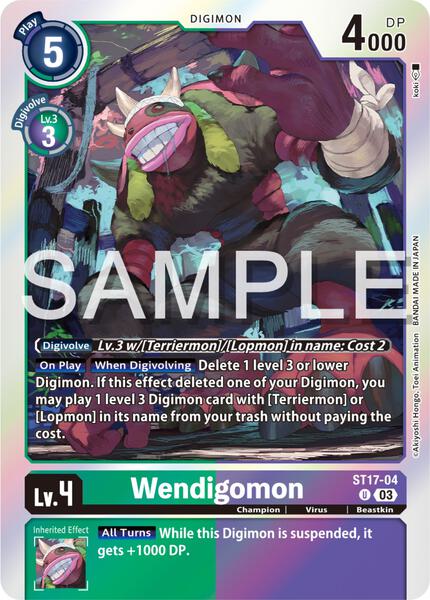 Play
5
DIGIMON
DP
4000
Digivolve
Lv.3
3
koki
SAMPLE
©Akiyoshi Hongo, Toei Animation BANDAI MADE IN JAPAN
Digivolve Lv.3 w/[Terriermon]/[Lopmon] in name: Cost 2
On Play When Digivolving Delete 1 level 3 or lower
Digimon. If this effect deleted one of your Digimon, you
may play 1 level 3 Digimon card with [Terriermon] or
[Lopmon] in its name from your trash without paying the
cost.
Lv.4
Wendigomon
ST17-04
U 03
Champion Virus Beastkin
Inherited Effect
All Turns While this Digimon is suspended, it
gets +1000 DP.